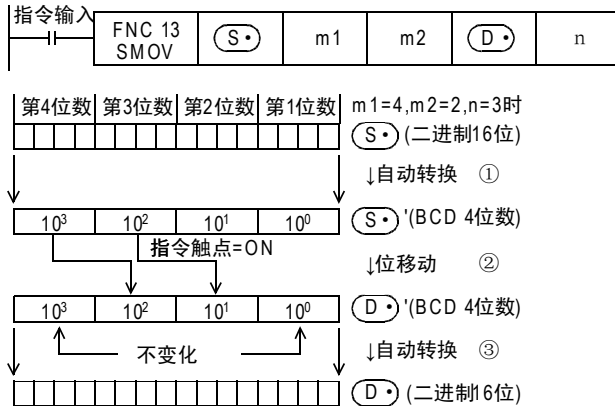 指令输入
FNC 13 SMOV S· m1 m2 D· n
第4位数 第3位数 第2位数 第1位数 m1=4,m2=2,n=3时
S· (二进制16位)
↓自动转换 ①
10³ 10² 10¹ 10⁰ S· '(BCD 4位数)
指令触点=ON
↓位移动 ②
10³ 10² 10¹ 10⁰ D· '(BCD 4位数)
不变化 ↓自动转换 ③
D· (二进制16位)